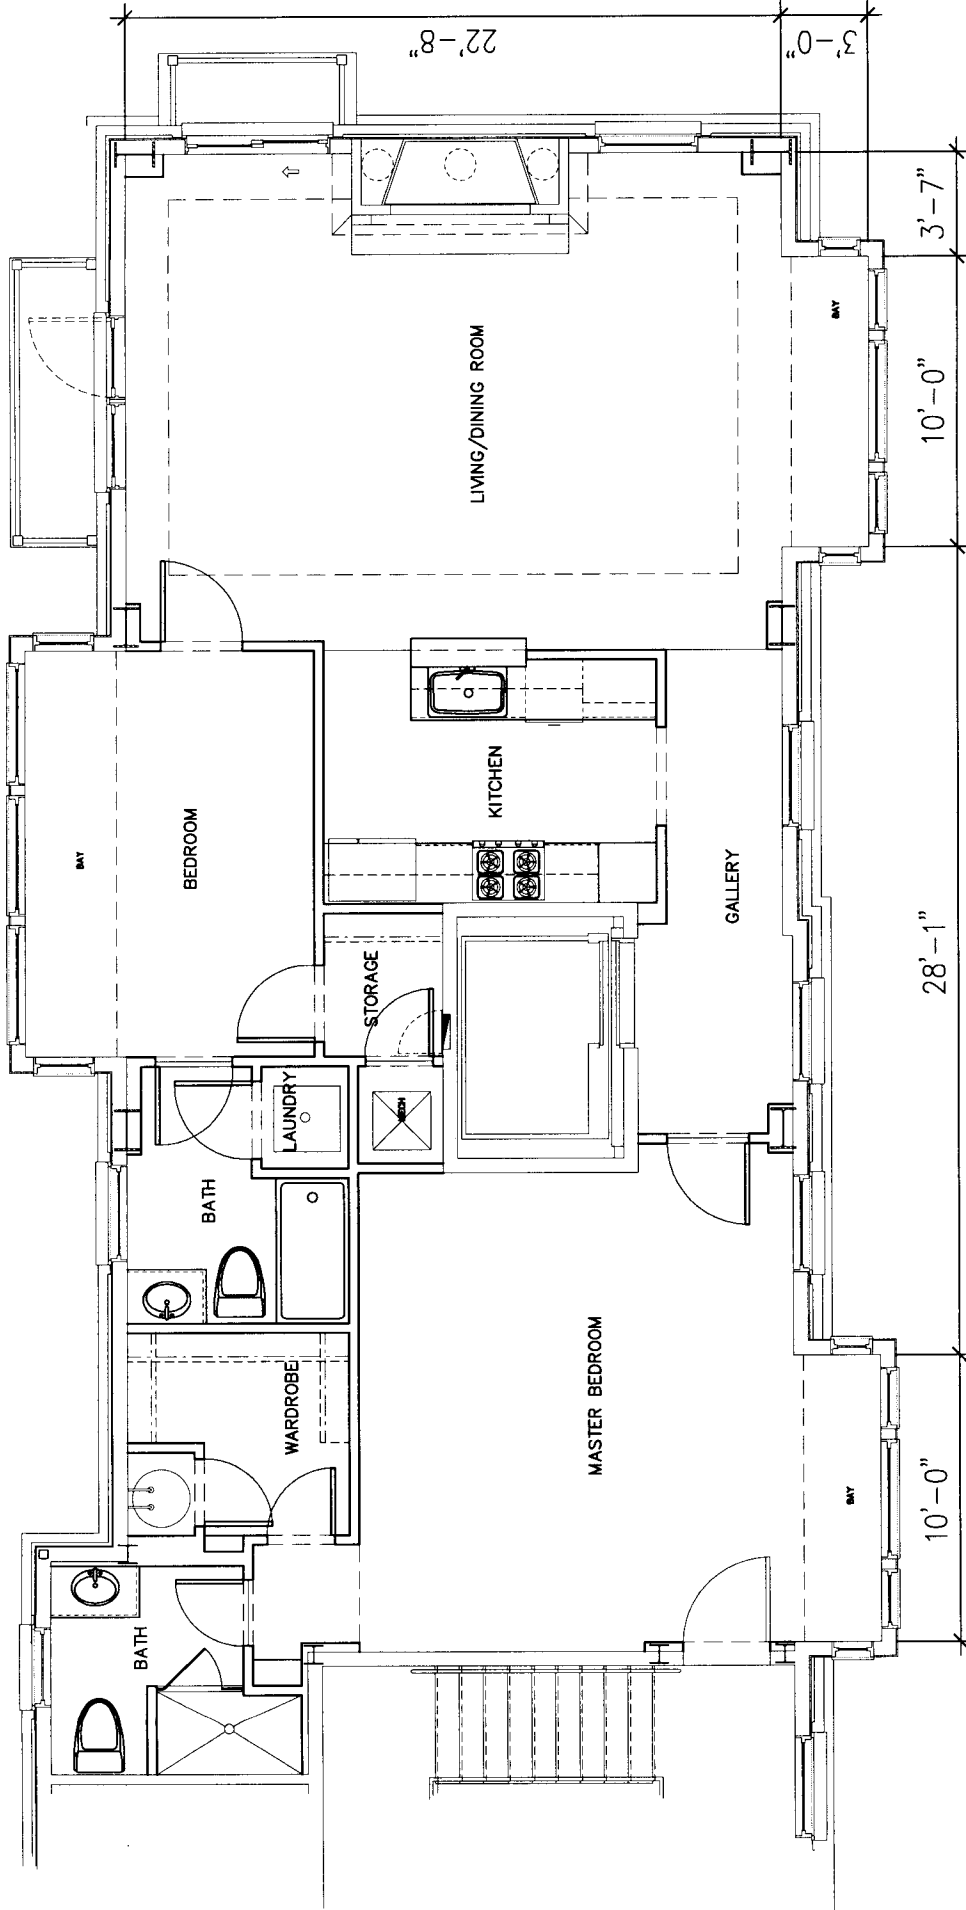 22'-8"
3'-0"
3'-7"
10'-0"
28'-1"
10'-0"
LIVING/DINING ROOM
BAY
BAY
BEDROOM
KITCHEN
GALLERY
STORAGE
LAUNDRY
MECH
BATH
WARDROBE
MASTER BEDROOM
BAY
BATH